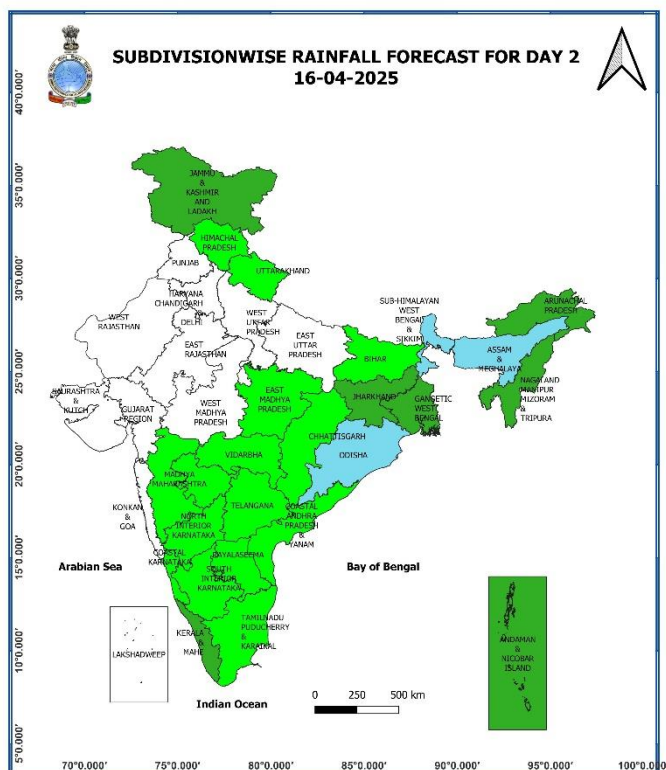 SUBDIVISIONWISE RAINFALL FORECAST FOR DAY 2
16-04-2025
40°0.000'
35°0.000'
30°0.000'
25°0.000'
20°0.000'
15°0.000'
10°0.000'
5°0.000'
JAMMO
&
KASHMIR
AND
LADAKH
HIMACHAL
PRADESH
PUNJAB
UTTARAKHAND
HARYANA
CHANDIGARH
&
DELHI
WEST
RAJASTHAN
WEST
UTTAR
PRADESH
EAST
RAJASTHAN
EAST
UTTAR
PRADESH
SUB-HIMALAYAN
WEST
BENGAL
&
SIKKIM
ARUNACHAL
PRADESH
ASSAM
&
MEGHALAYA
NAGALAND
MANIPUR
MIZORAM
&
TRIPURA
BIHAR
SAURASHTRA
&
KUTCH
GUJARAT
REGION
WEST
MADHYA
PRADESH
EAST
MADHYA
PRADESH
JHARKHAND
GANGETIC
WEST
BENGAL
CHHATTISGARH
ODISHA
VIDARBHA
MADHYA
MAHARASHTRA
KONKAN
&
GOA
TELANGANA
COASTAL
ANDHRA
PRADESH
&
YANAM
NORTH
INTERIOR
KARNATAKA
COASTAL
KARNATAKA
RAYALASEEMA
SOUTH
INTERIOR
KARNATAKA
Arabian Sea
Bay of Bengal
KERALA
&
MAHE
TAMILNADU
PUDUCHERRY
&
KARAIKAL
LAKSHADWEEP
ANDAMAN
&
NICOBAR
ISLAND
Indian Ocean
0 250 500 km
70°0.000' 75°0.000' 80°0.000' 85°0.000' 90°0.000' 95°0.000' 100°0.000'